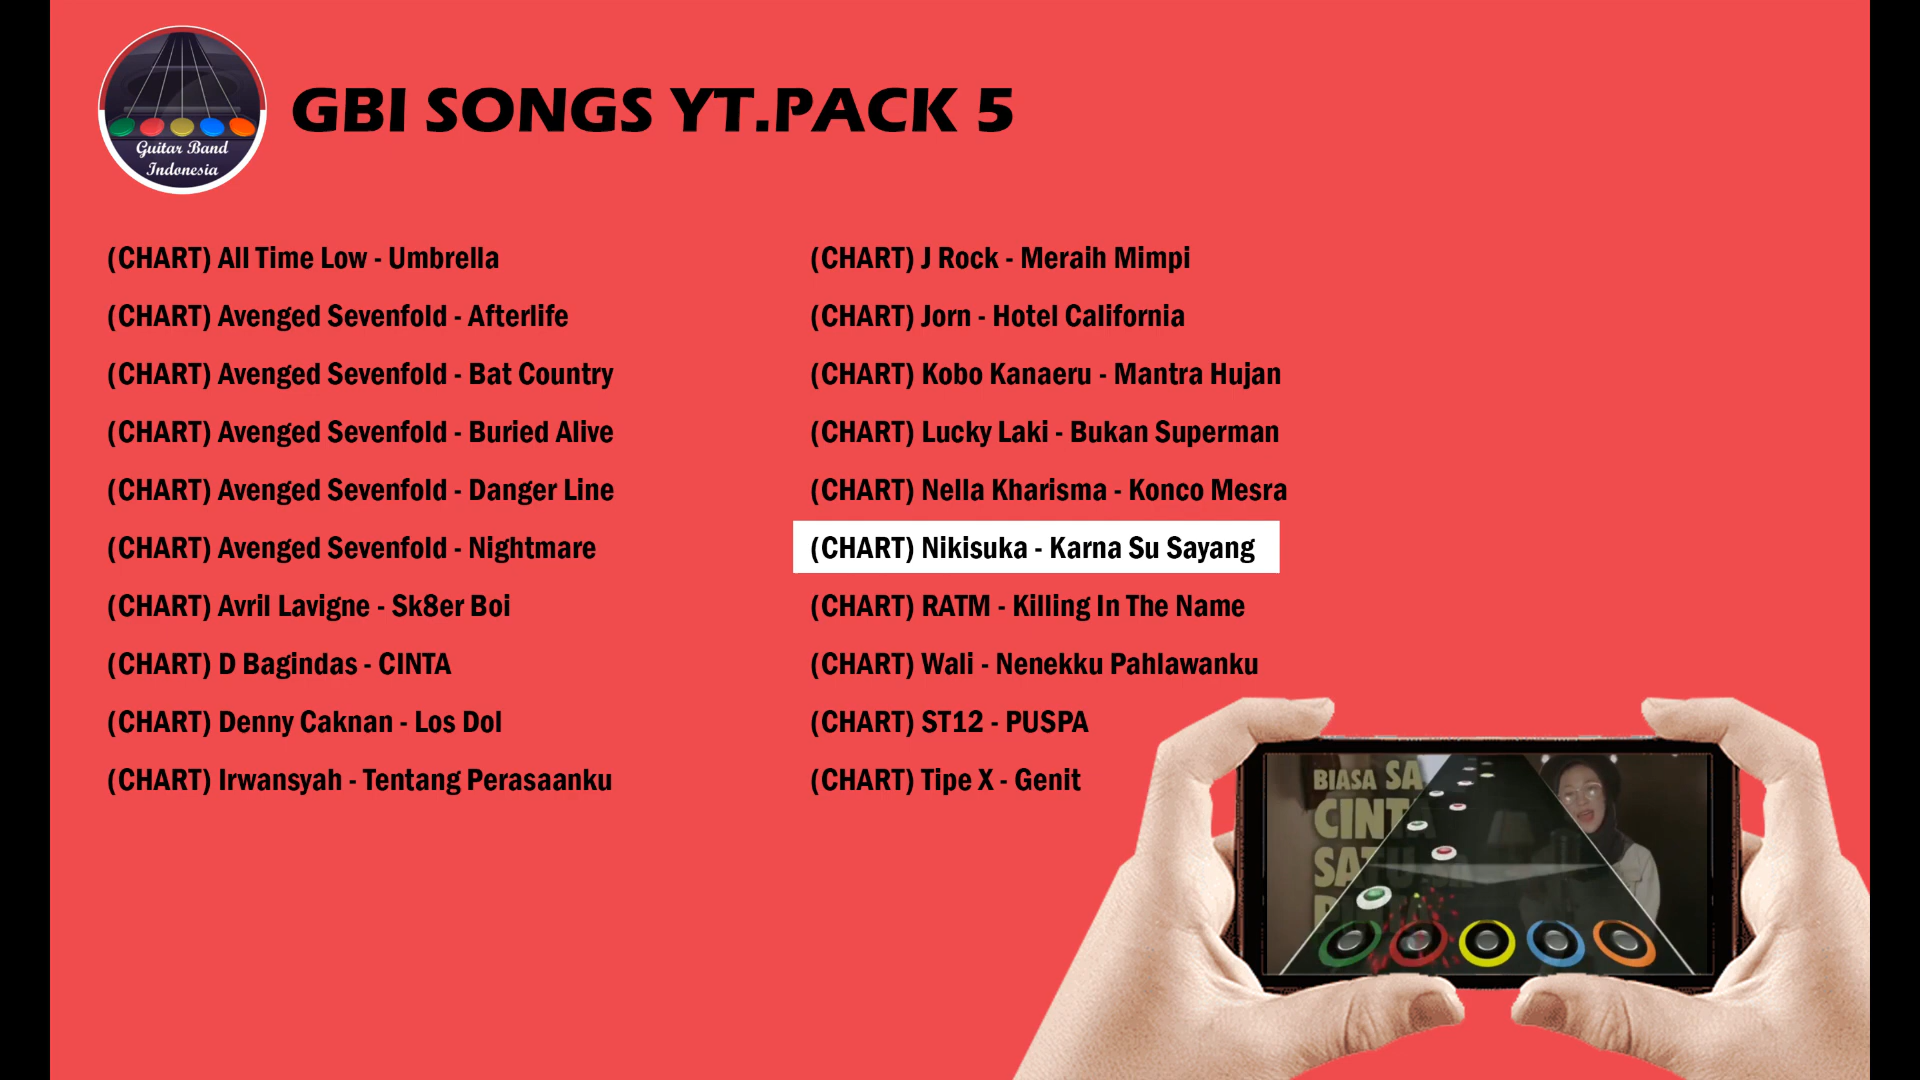 Guitar Band
Indonesia
GBI SONGS YT.PACK 5
(CHART) All Time Low - Umbrella
(CHART) Avenged Sevenfold - Afterlife
(CHART) Avenged Sevenfold - Bat Country
(CHART) Avenged Sevenfold - Buried Alive
(CHART) Avenged Sevenfold - Danger Line
(CHART) Avenged Sevenfold - Nightmare
(CHART) Avril Lavigne - Sk8er Boi
(CHART) D Bagindas - CINTA
(CHART) Denny Caknan - Los Dol
(CHART) Irwansyah - Tentang Perasaanku
(CHART) J Rock - Meraih Mimpi
(CHART) Jorn - Hotel California
(CHART) Kobo Kanaeru - Mantra Hujan
(CHART) Lucky Laki - Bukan Superman
(CHART) Nella Kharisma - Konco Mesra
(CHART) Nikisuka - Karna Su Sayang
(CHART) RATM - Killing In The Name
(CHART) Wali - Nenekku Pahlawanku
(CHART) ST12 - PUSPA
(CHART) Tipe X - Genit
BIASA SA
CINTA
SATU SA